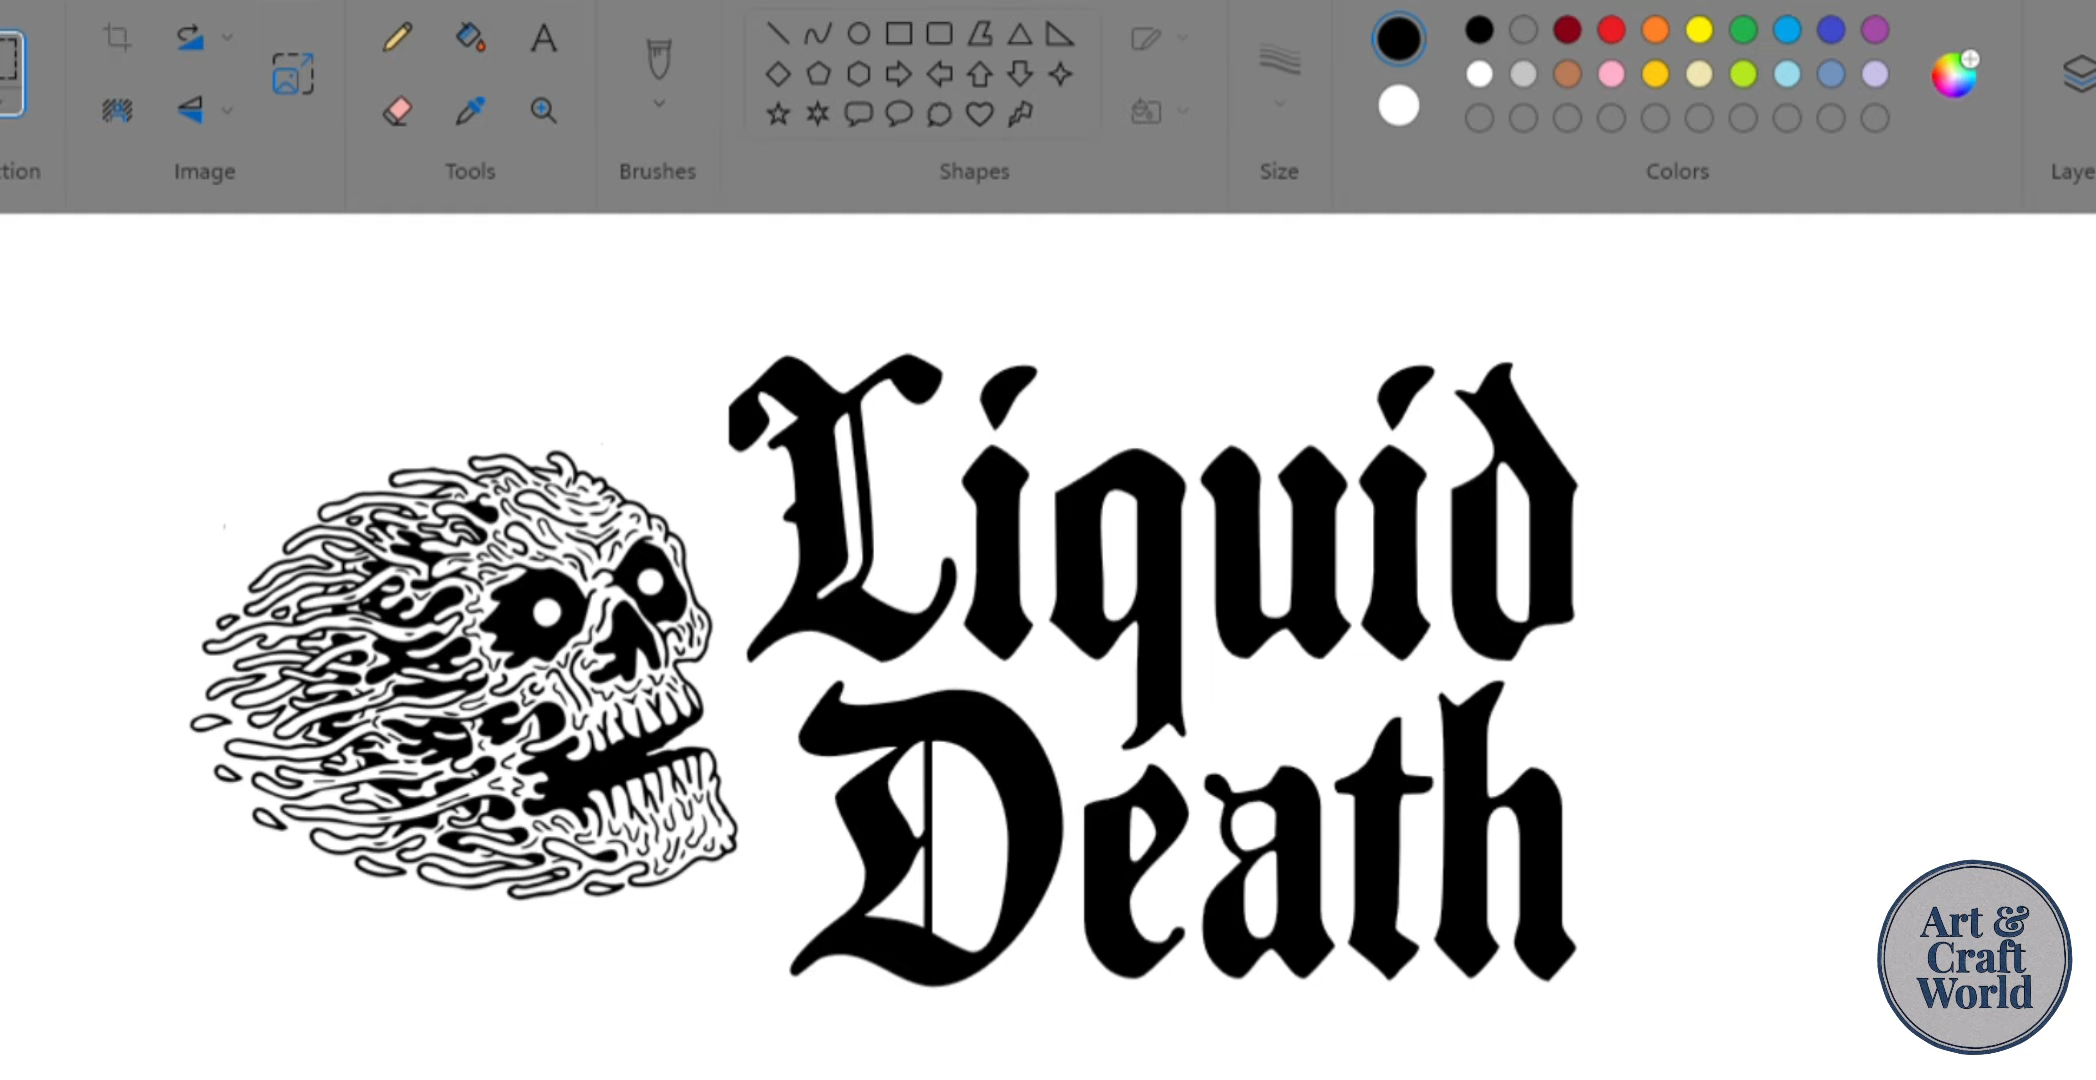 tion
Image
Tools
Brushes
Shapes
Size
Colors
Laye
A
Liquid
Death
Art &
Craft
World